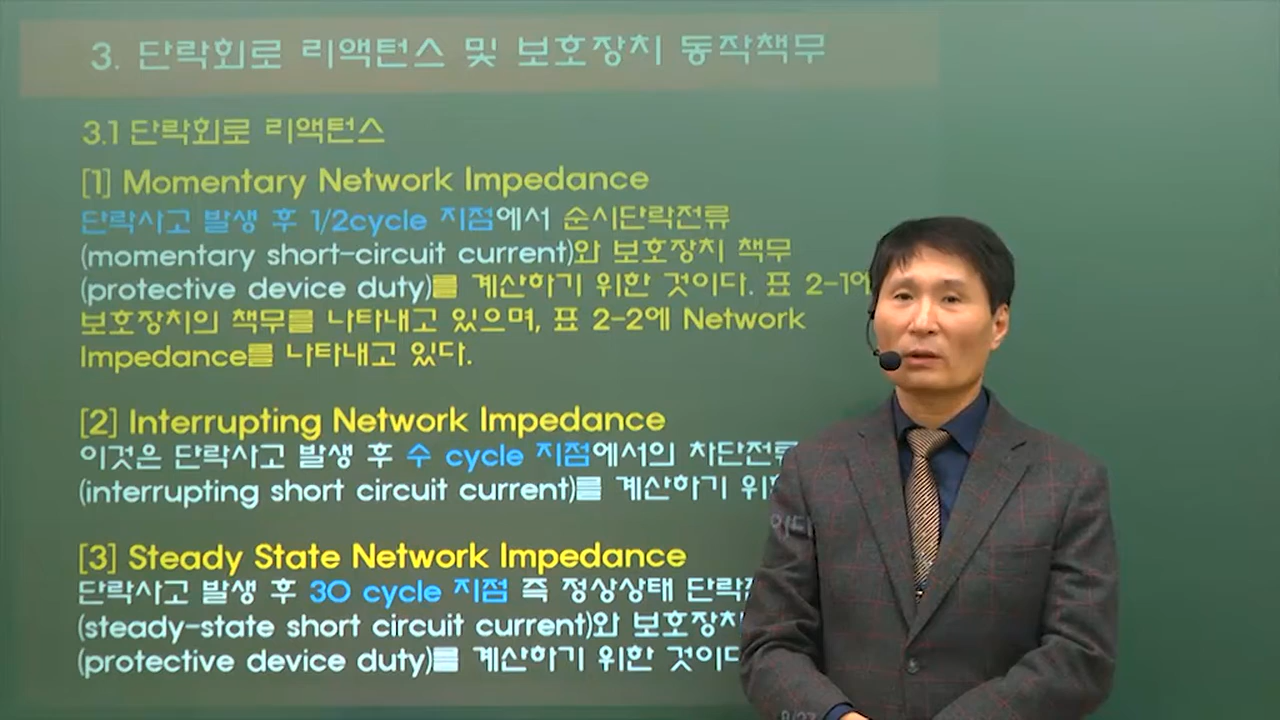 3. 단락회로 리액턴스 및 보호장치 동작책무
3.1 단락회로 리액턴스
[1] Momentary Network Impedance
단락사고 발생 후 1/2cycle 지점에서 순시단락전류
(momentary short-circuit current)와 보호장치 책무
(protective device duty)를 계산하기 위한 것이다. 표 2-1에
보호장치의 책무를 나타내고 있으며, 표 2-2에 Network
Impedance를 나타내고 있다.
[2] Interrupting Network Impedance
이것은 단락사고 발생 후 수 cycle 지점에서의 차단전류
(interrupting short circuit current)를 계산하기
[3] Steady State Network Impedance
단락사고 발생 후 30 cycle 지점 즉 정상상태
(steady-state short circuit current)와 보호장치
(protective device duty)를 계산하기 위한